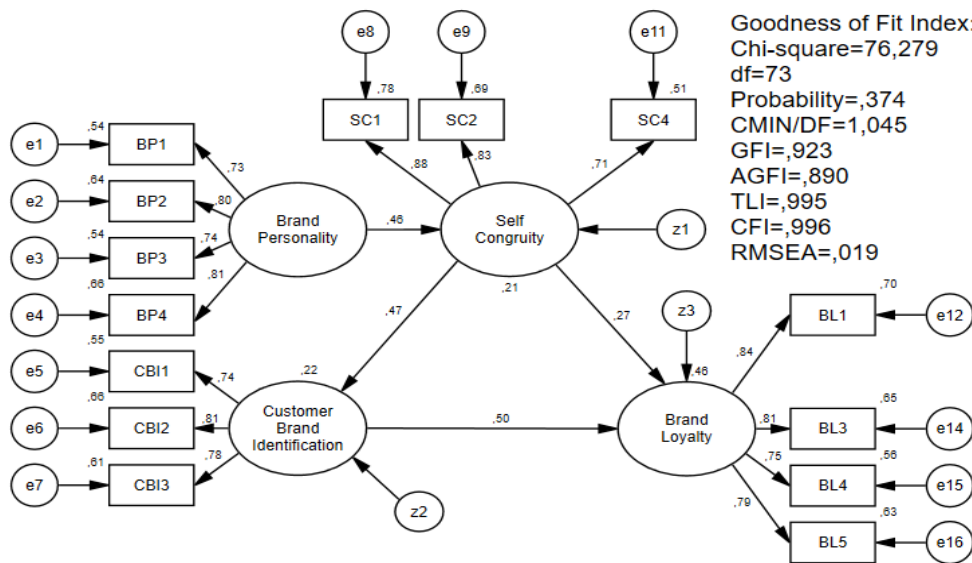 Goodness of Fit Index:
Chi-square=76,279
df=73
Probability=,374
CMIN/DF=1,045
GFI=,923
AGFI=,890
TLI=,995
CFI=,996
RMSEA=,019
e8
e9
e11
,78
,69
,51
SC1
SC2
SC4
,88
,83
,71
e1
,54
BP1
,73
e2
,64
BP2
,80
e3
,54
BP3
,74
e4
,66
BP4
,81
Brand
Personality
,46
Self
Congruity
,21
z1
,47
,27
z3
e5
,55
CBI1
,74
e6
,66
CBI2
,81
e7
,61
CBI3
,78
,22
Customer
Brand
Identification
z2
,50
,46
Brand
Loyalty
,84
,70
BL1
e12
,81
,65
BL3
e14
,75
,56
BL4
e15
,79
,63
BL5
e16